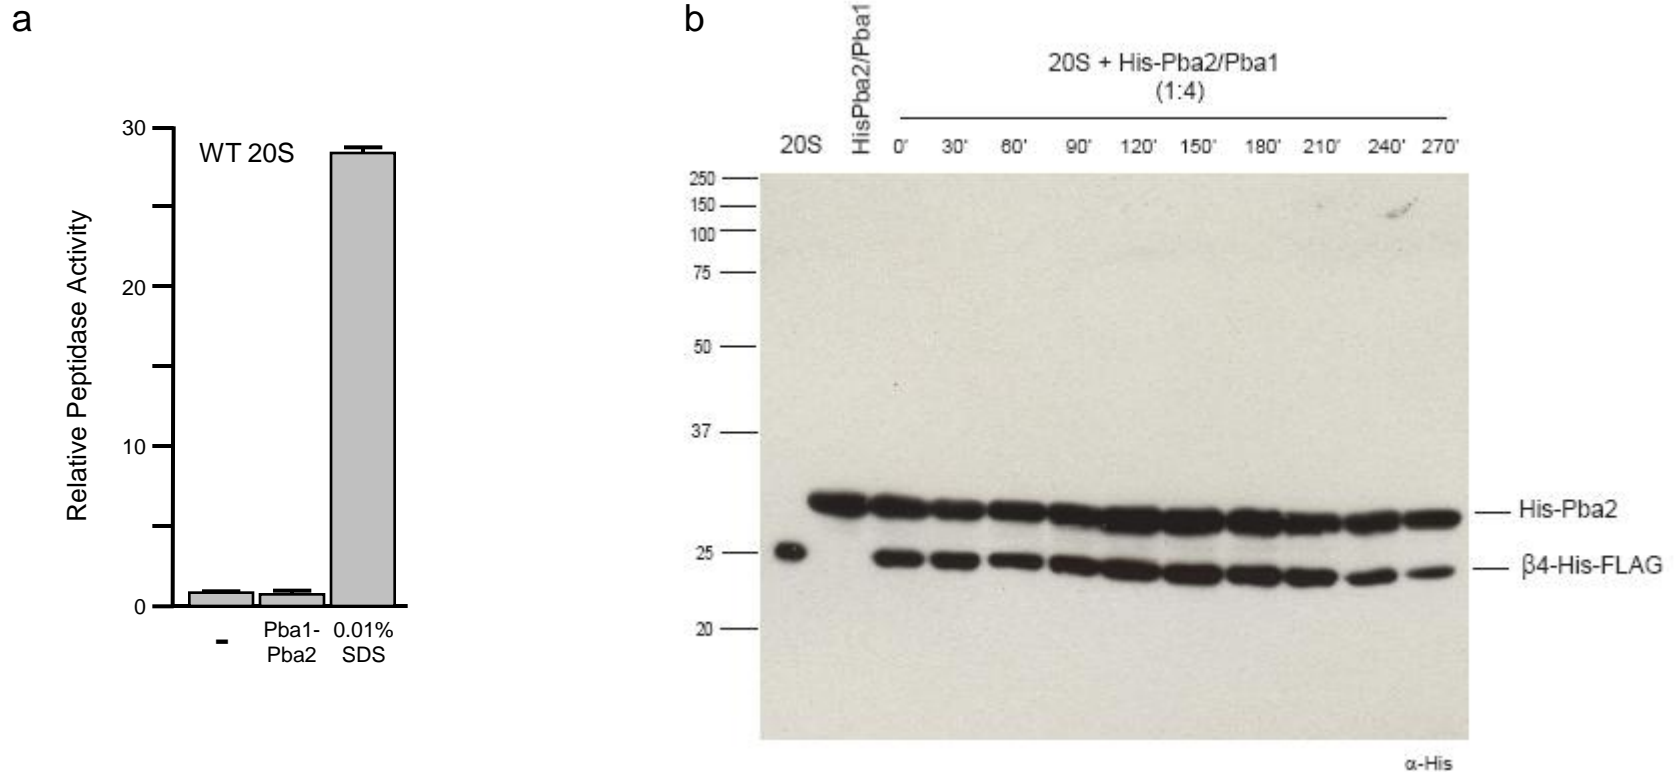 a
30
20
10
0
Relative Peptidase Activity
WT 20S
-
Pba1-
Pba2
0.01%
SDS
b
20S
HisPba2/Pba1
20S + His-Pba2/Pba1
(1:4)
0' 30' 60' 90' 120' 150' 180' 210' 240' 270'
250
150
100
75
50
37
25
20
His-Pba2
β4-His-FLAG
α-His